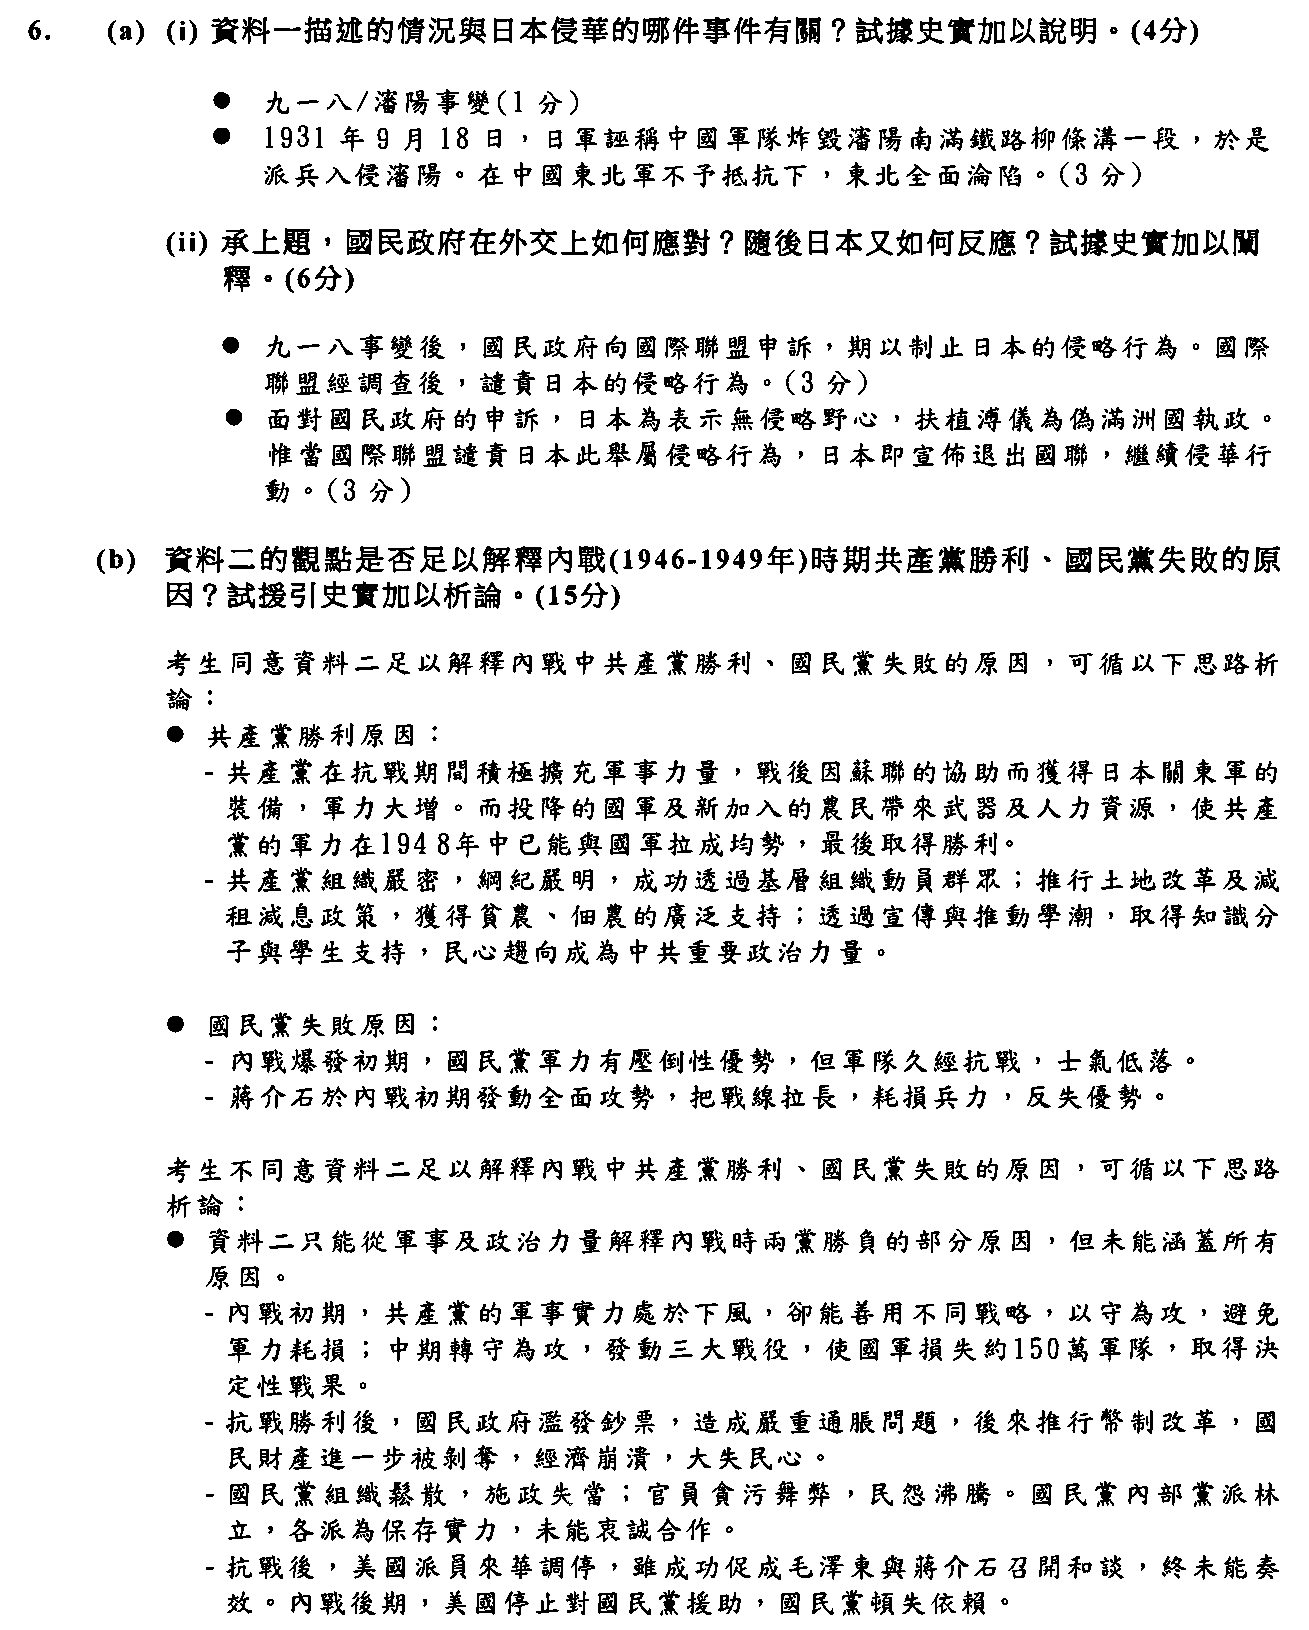 6. (a) (i) 資料一描述的情況與日本侵華的哪件事件有關？試據史實加以說明。(4分)
● 九一八/瀋陽事變(1 分)
● 1931 年 9 月 18 日，日軍誣稱中國軍隊炸毀瀋陽南滿鐵路柳條溝一段，於是
派兵入侵瀋陽。在中國東北軍不予抵抗下，東北全面淪陷。(3 分)
(ii) 承上題，國民政府在外交上如何應對？隨後日本又如何反應？試據史實加以闡
釋。(6分)
● 九一八事變後，國民政府向國際聯盟申訴，期以制止日本的侵略行為。國際
聯盟經調查後，譴責日本的侵略行為。(3 分)
● 面對國民政府的申訴，日本為表示無侵略野心，扶植溥儀為偽滿洲國執政。
惟當國際聯盟譴責日本此舉屬侵略行為，日本即宣佈退出國聯，繼續侵華行
動。(3 分)
(b) 資料二的觀點是否足以解釋內戰(1946-1949年)時期共產黨勝利、國民黨失敗的原
因？試援引史實加以析論。(15分)
考生同意資料二足以解釋內戰中共產黨勝利、國民黨失敗的原因，可循以下思路析
論：
● 共產黨勝利原因：
- 共產黨在抗戰期間積極擴充軍事力量，戰後因蘇聯的協助而獲得日本關東軍的
裝備，軍力大增。而投降的國軍及新加入的農民帶來武器及人力資源，使共產
黨的軍力在1948年中已能與國軍拉成均勢，最後取得勝利。
- 共產黨組織嚴密，綱紀嚴明，成功透過基層組織動員群眾；推行土地改革及減
租減息政策，獲得貧農、佃農的廣泛支持；透過宣傳與推動學潮，取得知識分
子與學生支持，民心趨向成為中共重要政治力量。
● 國民黨失敗原因：
- 內戰爆發初期，國民黨軍力有壓倒性優勢，但軍隊久經抗戰，士氣低落。
- 蔣介石於內戰初期發動全面攻勢，把戰線拉長，耗損兵力，反失優勢。
考生不同意資料二足以解釋內戰中共產黨勝利、國民黨失敗的原因，可循以下思路
析論：
● 資料二只能從軍事及政治力量解釋內戰時兩黨勝負的部分原因，但未能涵蓋所有
原因。
- 內戰初期，共產黨的軍事實力處於下風，卻能善用不同戰略，以守為攻，避免
軍力耗損；中期轉守為攻，發動三大戰役，使國軍損失約150萬軍隊，取得決
定性戰果。
- 抗戰勝利後，國民政府濫發鈔票，造成嚴重通脹問題，後來推行幣制改革，國
民財產進一步被剝奪，經濟崩潰，大失民心。
- 國民黨組織鬆散，施政失當；官員貪污舞弊，民怨沸騰。國民黨內部黨派林
立，各派為保存實力，未能衷誠合作。
- 抗戰後，美國派員來華調停，雖成功促成毛澤東與蔣介石召開和談，終未能奏
效。內戰後期，美國停止對國民黨援助，國民黨頓失依賴。